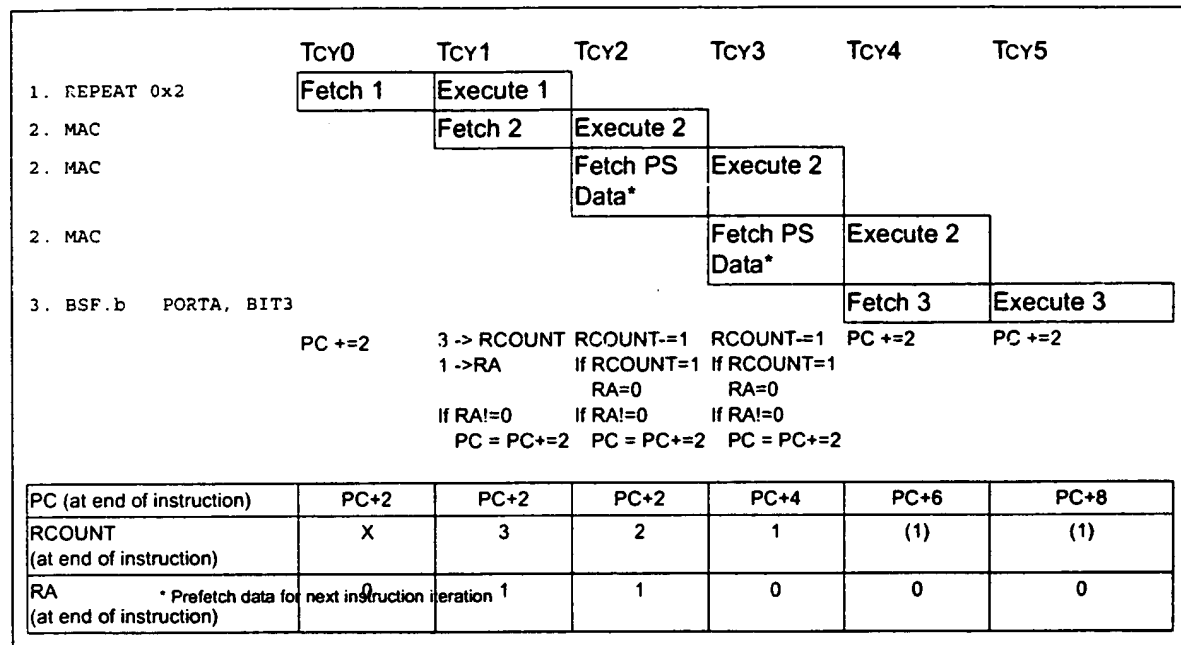 TCY0 TCY1 TCY2 TCY3 TCY4 TCY5
1. REPEAT 0x2 Fetch 1 Execute 1
2. MAC Fetch 2 Execute 2
2. MAC Fetch PS Data* Execute 2
2. MAC Fetch PS Data* Execute 2
3. BSF.b PORTA, BIT3 Fetch 3 Execute 3
PC +=2 3 -> RCOUNT RCOUNT-=1 RCOUNT-=1 PC +=2 PC +=2
1 ->RA If RCOUNT=1 If RCOUNT=1
RA=0 RA=0
If RA!=0 If RA!=0 If RA!=0
PC = PC+=2 PC = PC+=2 PC = PC+=2
PC (at end of instruction) PC+2 PC+2 PC+2 PC+4 PC+6 PC+8
RCOUNT X 3 2 1 (1) (1)
(at end of instruction)
RA 0 1 1 0 0 0
* Prefetch data for next instruction iteration
(at end of instruction)